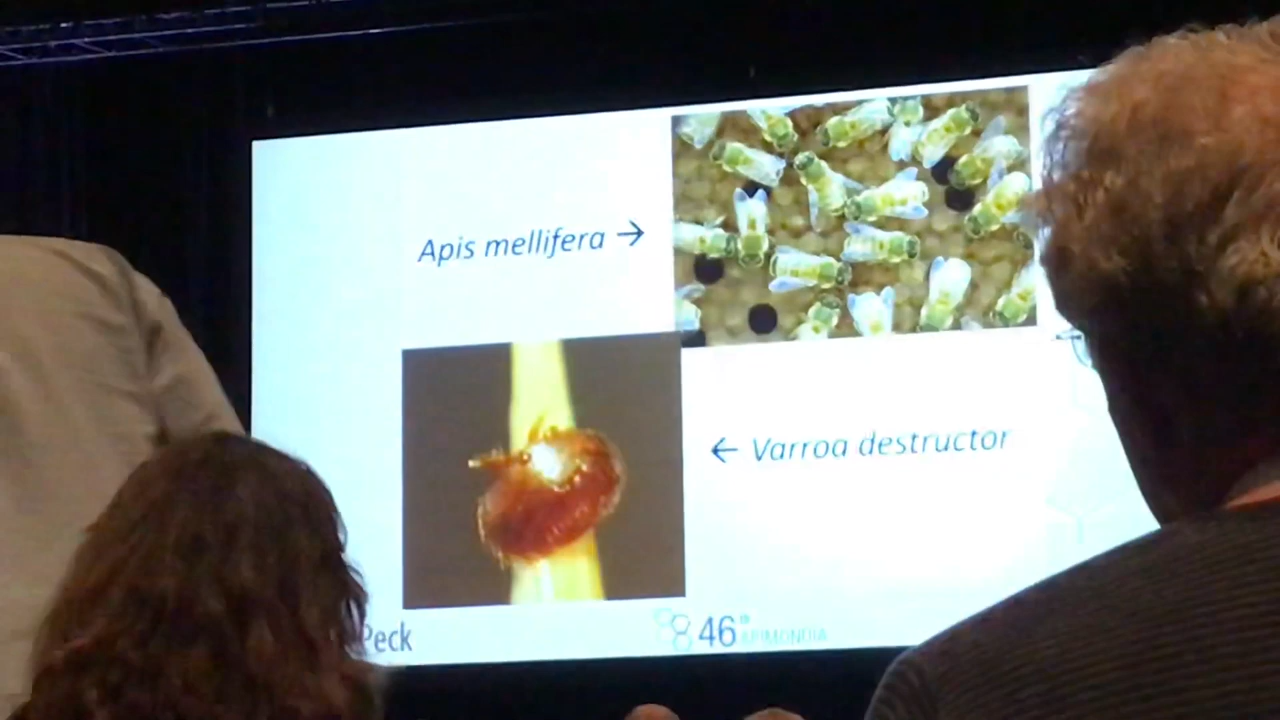 Apis mellifera →
← Varroa destructor
Peck
46th APIMONDIA